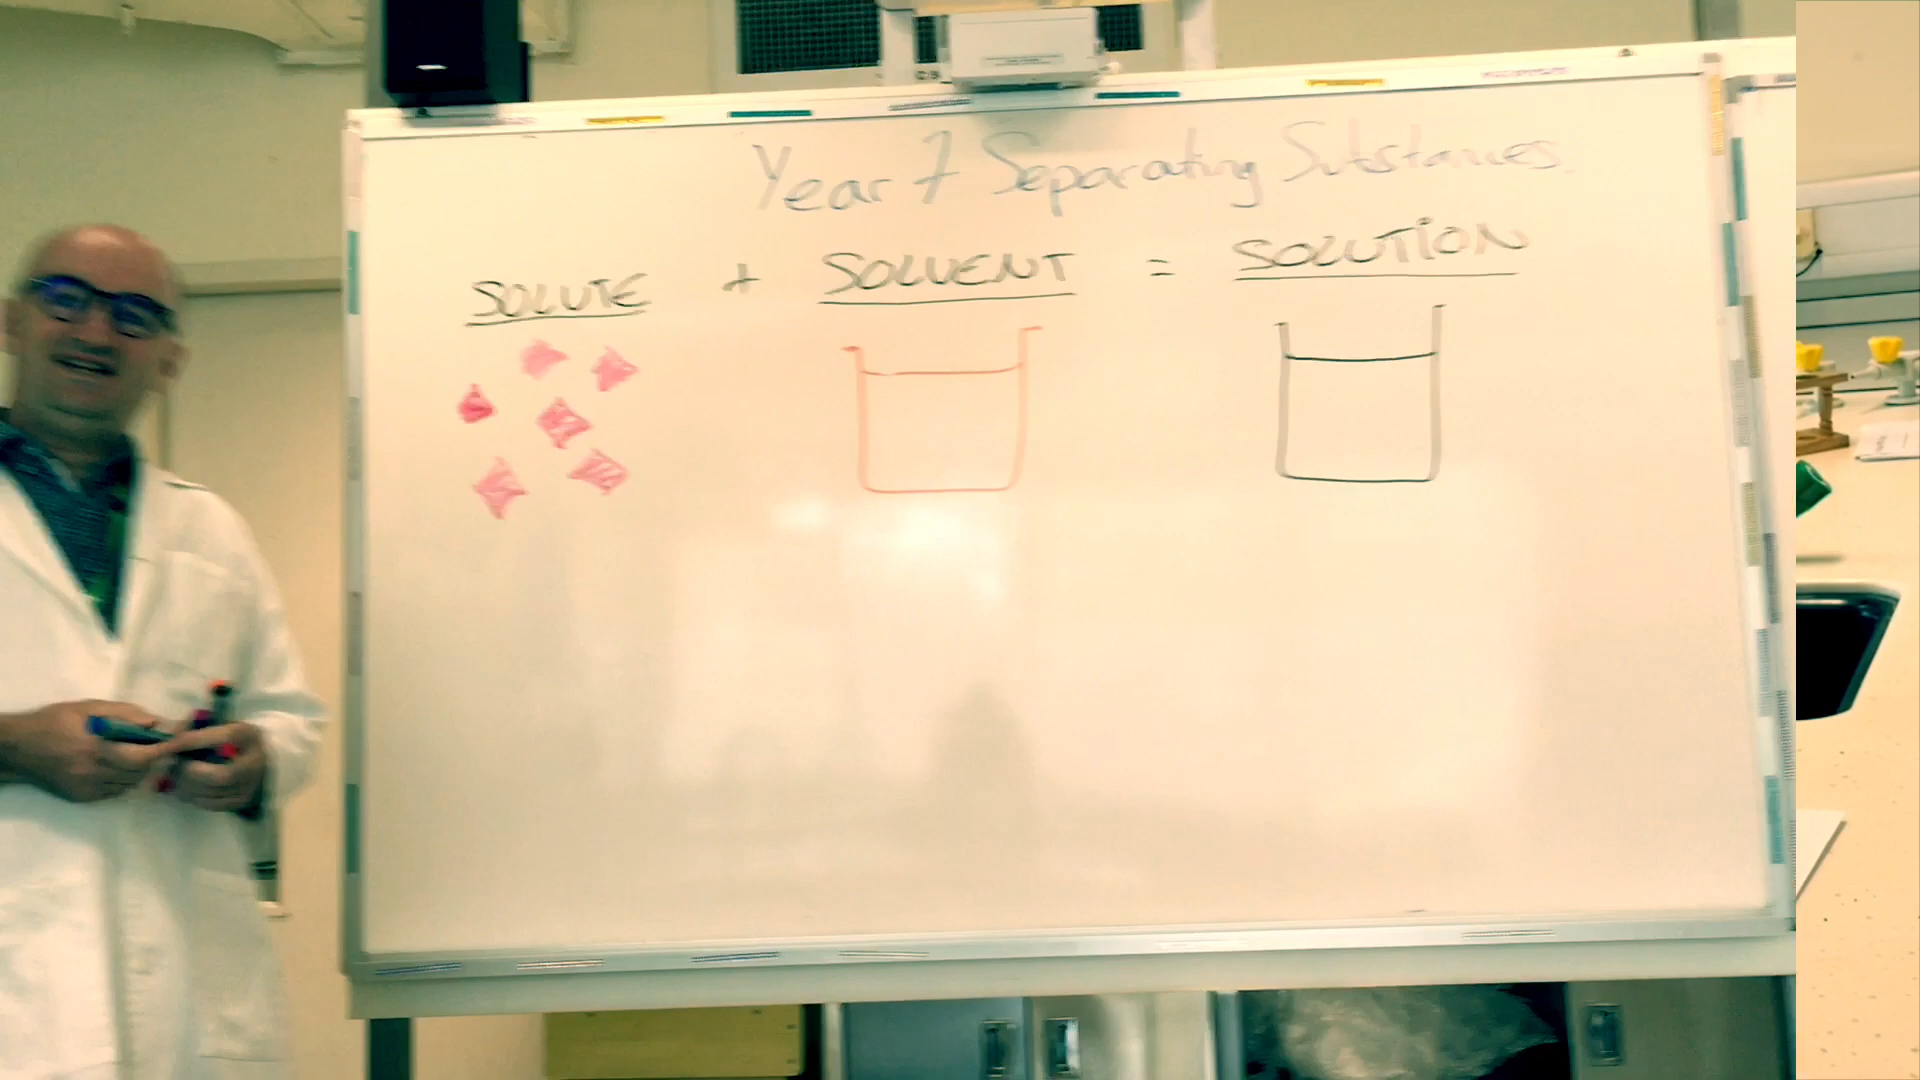 Year 7 Separating Substances.
SOLUTE + SOLVENT = SOLUTION